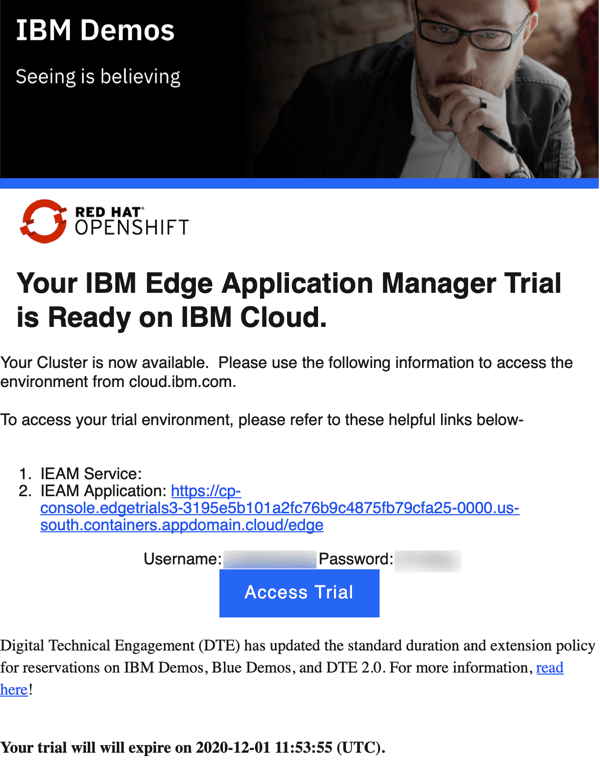 IBM Demos
Seeing is believing
RED HAT®
OPENSHIFT
Your IBM Edge Application Manager Trial
is Ready on IBM Cloud.
Your Cluster is now available.  Please use the following information to access the
environment from cloud.ibm.com.
To access your trial environment, please refer to these helpful links below-
1. IEAM Service:
2. IEAM Application: https://cp-
console.edgetrials3-3195e5b101a2fc76b9c4875fb79cfa25-0000.us-
south.containers.appdomain.cloud/edge
Username: Password:
Access Trial
Digital Technical Engagement (DTE) has updated the standard duration and extension policy
for reservations on IBM Demos, Blue Demos, and DTE 2.0. For more information, read
here!
Your trial will will expire on 2020-12-01 11:53:55 (UTC).